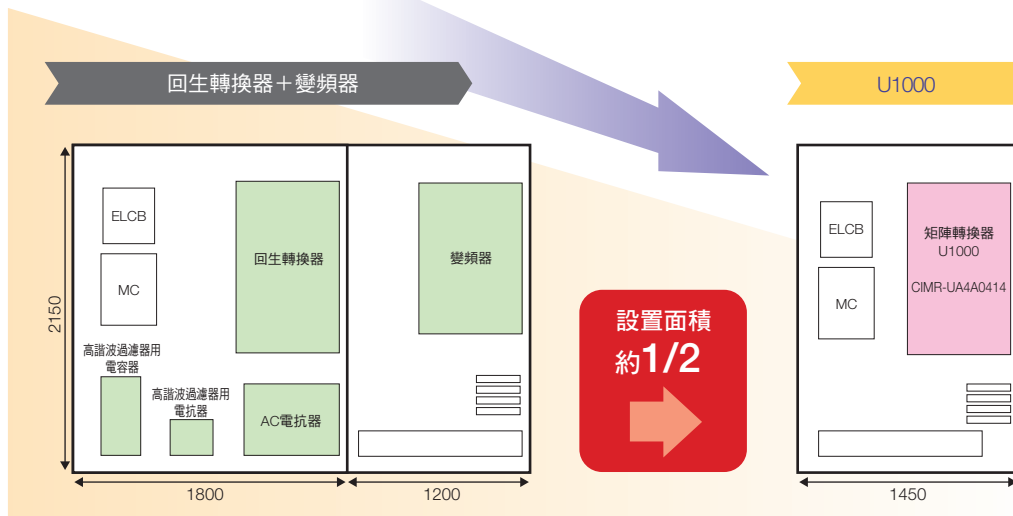 回生轉換器＋變頻器
U1000
2150
ELCB
MC
高諧波過濾器用
電容器
高諧波過濾器用
電抗器
回生轉換器
AC電抗器
變頻器
1800
1200
設置面積
約1/2
ELCB
MC
矩陣轉換器
U1000
CIMR-UA4A0414
1450